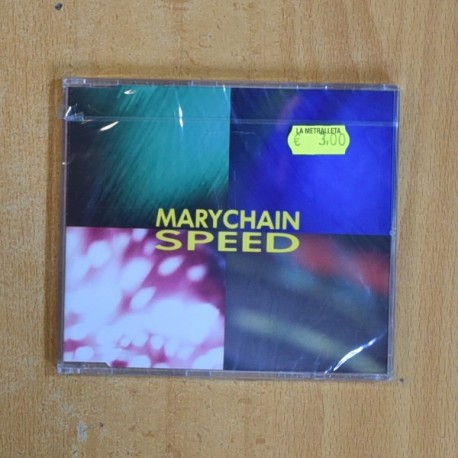 LA METRALLETA
€ 3,00
MARYCHAIN
SPEED